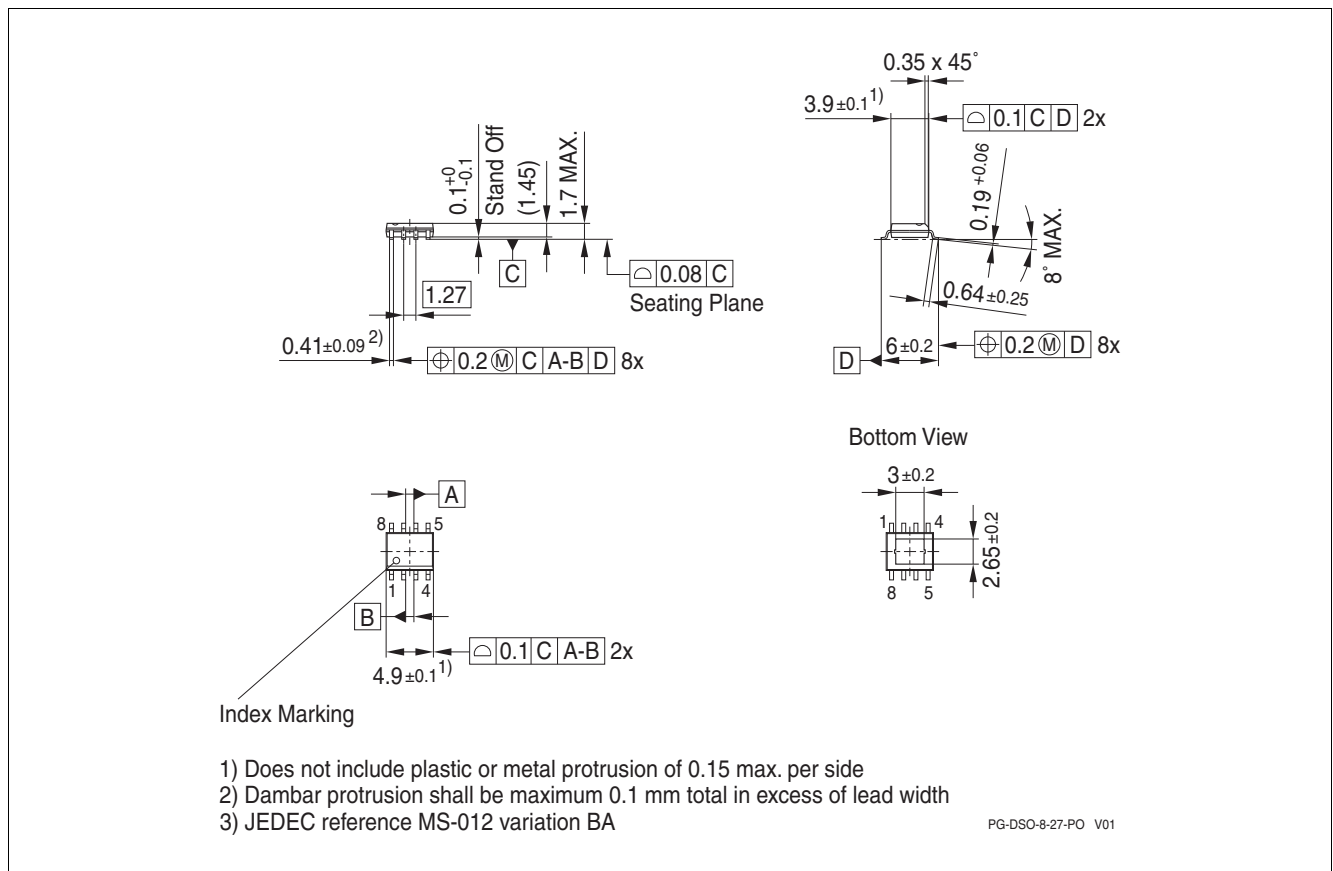 0.35 x 45°
3.9 ±0.1 1)
⌓ 0.1 C D 2x
0.1 +0 -0.1
Stand Off
(1.45)
1.7 MAX.
0.19 +0.06
8° MAX.
C
⌓ 0.08 C
Seating Plane
1.27
0.64 ±0.25
0.41 ±0.09 2)
⌖ 0.2 Ⓜ C A-B D 8x
D
6 ±0.2
⌖ 0.2 Ⓜ D 8x
Bottom View
3 ±0.2
A
8 5
1 4
1 4
8 5
2.65 ±0.2
B
⌓ 0.1 C A-B 2x
4.9 ±0.1 1)
Index Marking
1) Does not include plastic or metal protrusion of 0.15 max. per side
2) Dambar protrusion shall be maximum 0.1 mm total in excess of lead width
3) JEDEC reference MS-012 variation BA
PG-DSO-8-27-PO V01